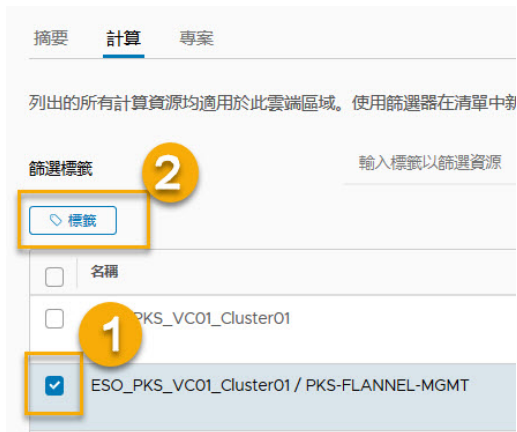 摘要 計算 專案
列出的所有計算資源均適用於此雲端區域。使用篩選器在清單中新
篩選標籤 輸入標籤以篩選資源
2
標籤
名稱
PKS_VC01_Cluster01
1
ESO_PKS_VC01_Cluster01 / PKS-FLANNEL-MGMT